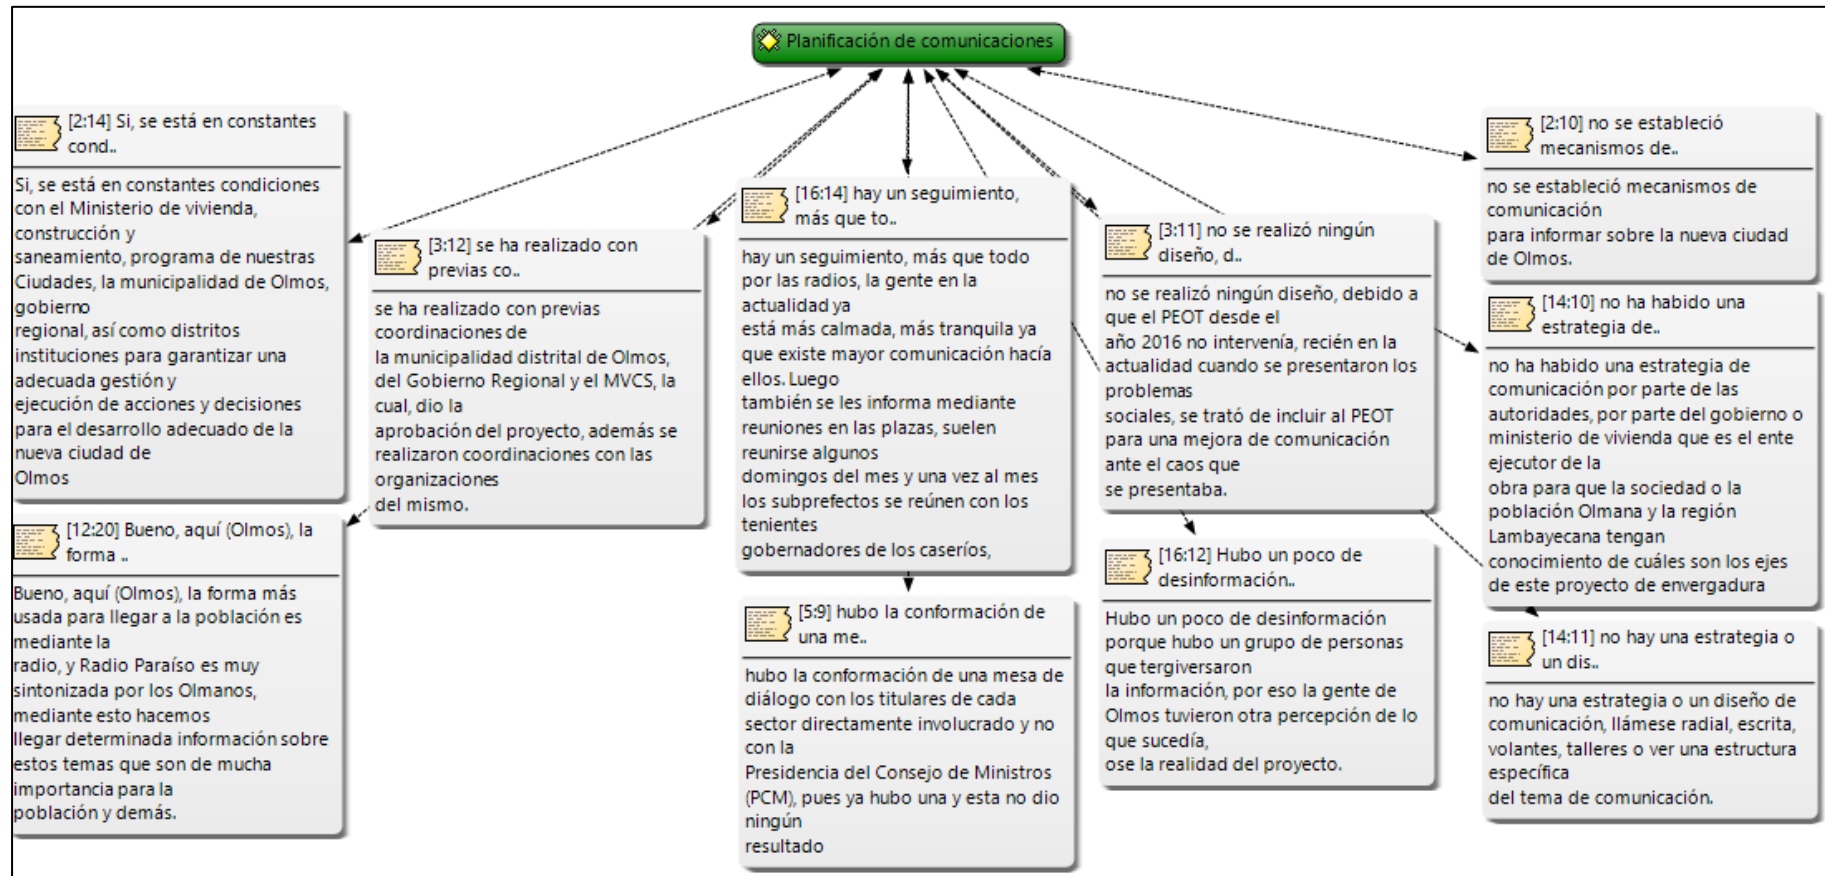 Planificación de comunicaciones
[2:14] Si, se está en constantes
cond..
Si, se está en constantes condiciones
con el Ministerio de vivienda,
construcción y
saneamiento, programa de nuestras
Ciudades, la municipalidad de Olmos,
gobierno
regional, así como distritos
instituciones para garantizar una
adecuada gestión y
ejecución de acciones y decisiones
para el desarrollo adecuado de la
nueva ciudad de
Olmos
[12:20] Bueno, aquí (Olmos), la
forma ..
Bueno, aquí (Olmos), la forma más
usada para llegar a la población es
mediante la
radio, y Radio Paraíso es muy
sintonizada por los Olmanos,
mediante esto hacemos
llegar determinada información sobre
estos temas que son de mucha
importancia para la
población y demás.
[3:12] se ha realizado con
previas co..
se ha realizado con previas
coordinaciones de
la municipalidad distrital de Olmos,
del Gobierno Regional y el MVCS, la
cual, dio la
aprobación del proyecto, además se
realizaron coordinaciones con las
organizaciones
del mismo.
[16:14] hay un seguimiento,
más que to..
hay un seguimiento, más que todo
por las radios, la gente en la
actualidad ya
está más calmada, más tranquila ya
que existe mayor comunicación hacía
ellos. Luego
también se les informa mediante
reuniones en las plazas, suelen
reunirse algunos
domingos del mes y una vez al mes
los subprefectos se reúnen con los
tenientes
gobernadores de los caseríos,
[5:9] hubo la conformación de
una me..
hubo la conformación de una mesa de
diálogo con los titulares de cada
sector directamente involucrado y no
con la
Presidencia del Consejo de Ministros
(PCM), pues ya hubo una y esta no dio
ningún
resultado
[3:11] no se realizó ningún
diseño, d..
no se realizó ningún diseño, debido a
que el PEOT desde el
año 2016 no intervenía, recién en la
actualidad cuando se presentaron los
problemas
sociales, se trató de incluir al PEOT
para una mejora de comunicación
ante el caos que
se presentaba.
[16:12] Hubo un poco de
desinformación..
Hubo un poco de desinformación
porque hubo un grupo de personas
que tergiversaron
la información, por eso la gente de
Olmos tuvieron otra percepción de lo
que sucedía,
ose la realidad del proyecto.
[2:10] no se estableció
mecanismos de..
no se estableció mecanismos de
comunicación
para informar sobre la nueva ciudad
de Olmos.
[14:10] no ha habido una
estrategia de..
no ha habido una estrategia de
comunicación por parte de las
autoridades, por parte del gobierno o
ministerio de vivienda que es el ente
ejecutor de la
obra para que la sociedad o la
población Olmana y la región
Lambayecana tengan
conocimiento de cuáles son los ejes
de este proyecto de envergadura
[14:11] no hay una estrategia o
un dis..
no hay una estrategia o un diseño de
comunicación, llámese radial, escrita,
volantes, talleres o ver una estructura
específica
del tema de comunicación.